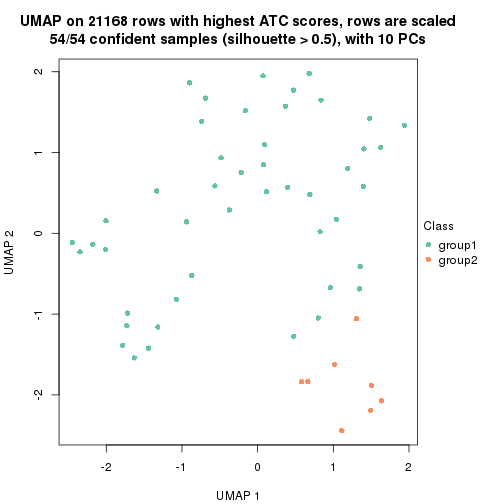 UMAP on 21168 rows with highest ATC scores, rows are scaled
54/54 confident samples (silhouette > 0.5), with 10 PCs
2
1
0
-1
-2
UMAP 2
-2
-1
0
1
2
UMAP 1
Class
group1
group2